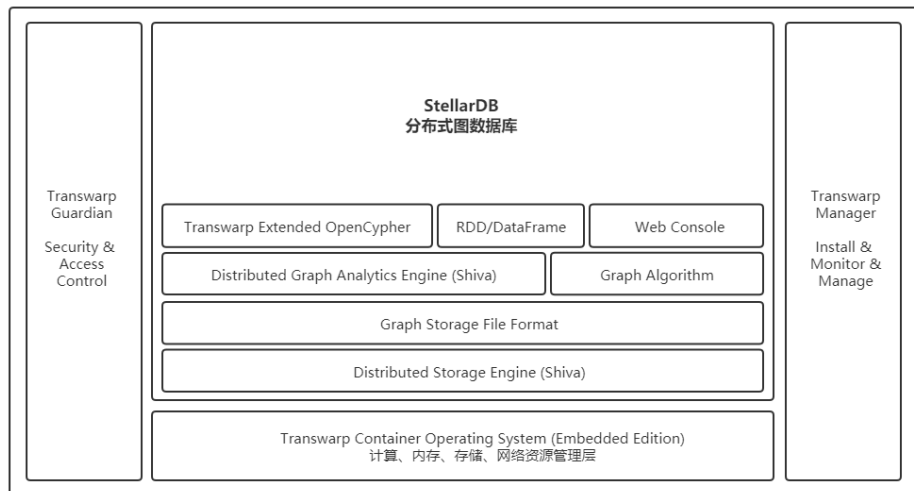 Transwarp
Guardian
Security &
Access
Control
StellarDB
分布式图数据库
Transwarp Extended OpenCypher
RDD/DataFrame
Web Console
Distributed Graph Analytics Engine (Shiva)
Graph Algorithm
Graph Storage File Format
Distributed Storage Engine (Shiva)
Transwarp Container Operating System (Embedded Edition)
计算、内存、存储、网络资源管理层
Transwarp
Manager
Install &
Monitor &
Manage